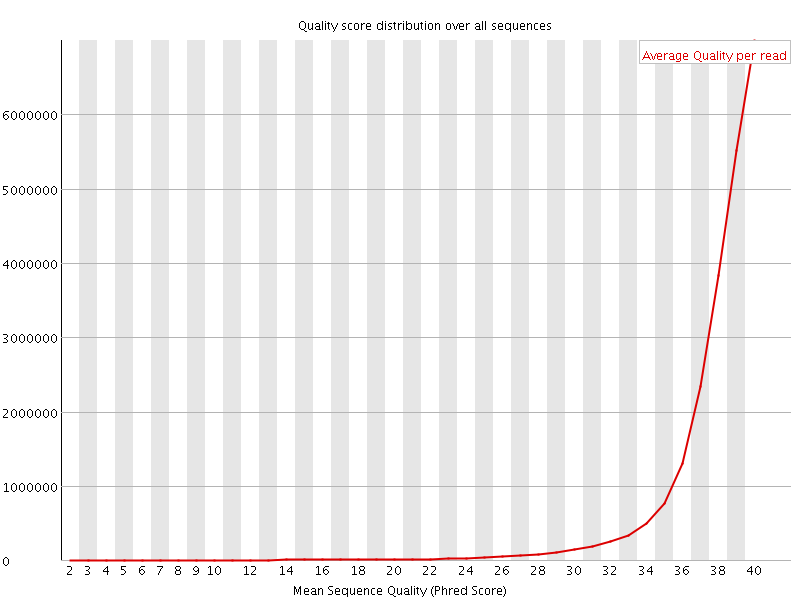 Quality score distribution over all sequences
Average Quality per read
6000000
5000000
4000000
3000000
2000000
1000000
0
2 3 4 5 6 7 8 9 10 12 14 16 18 20 22 24 26 28 30 32 34 36 38 40
Mean Sequence Quality (Phred Score)